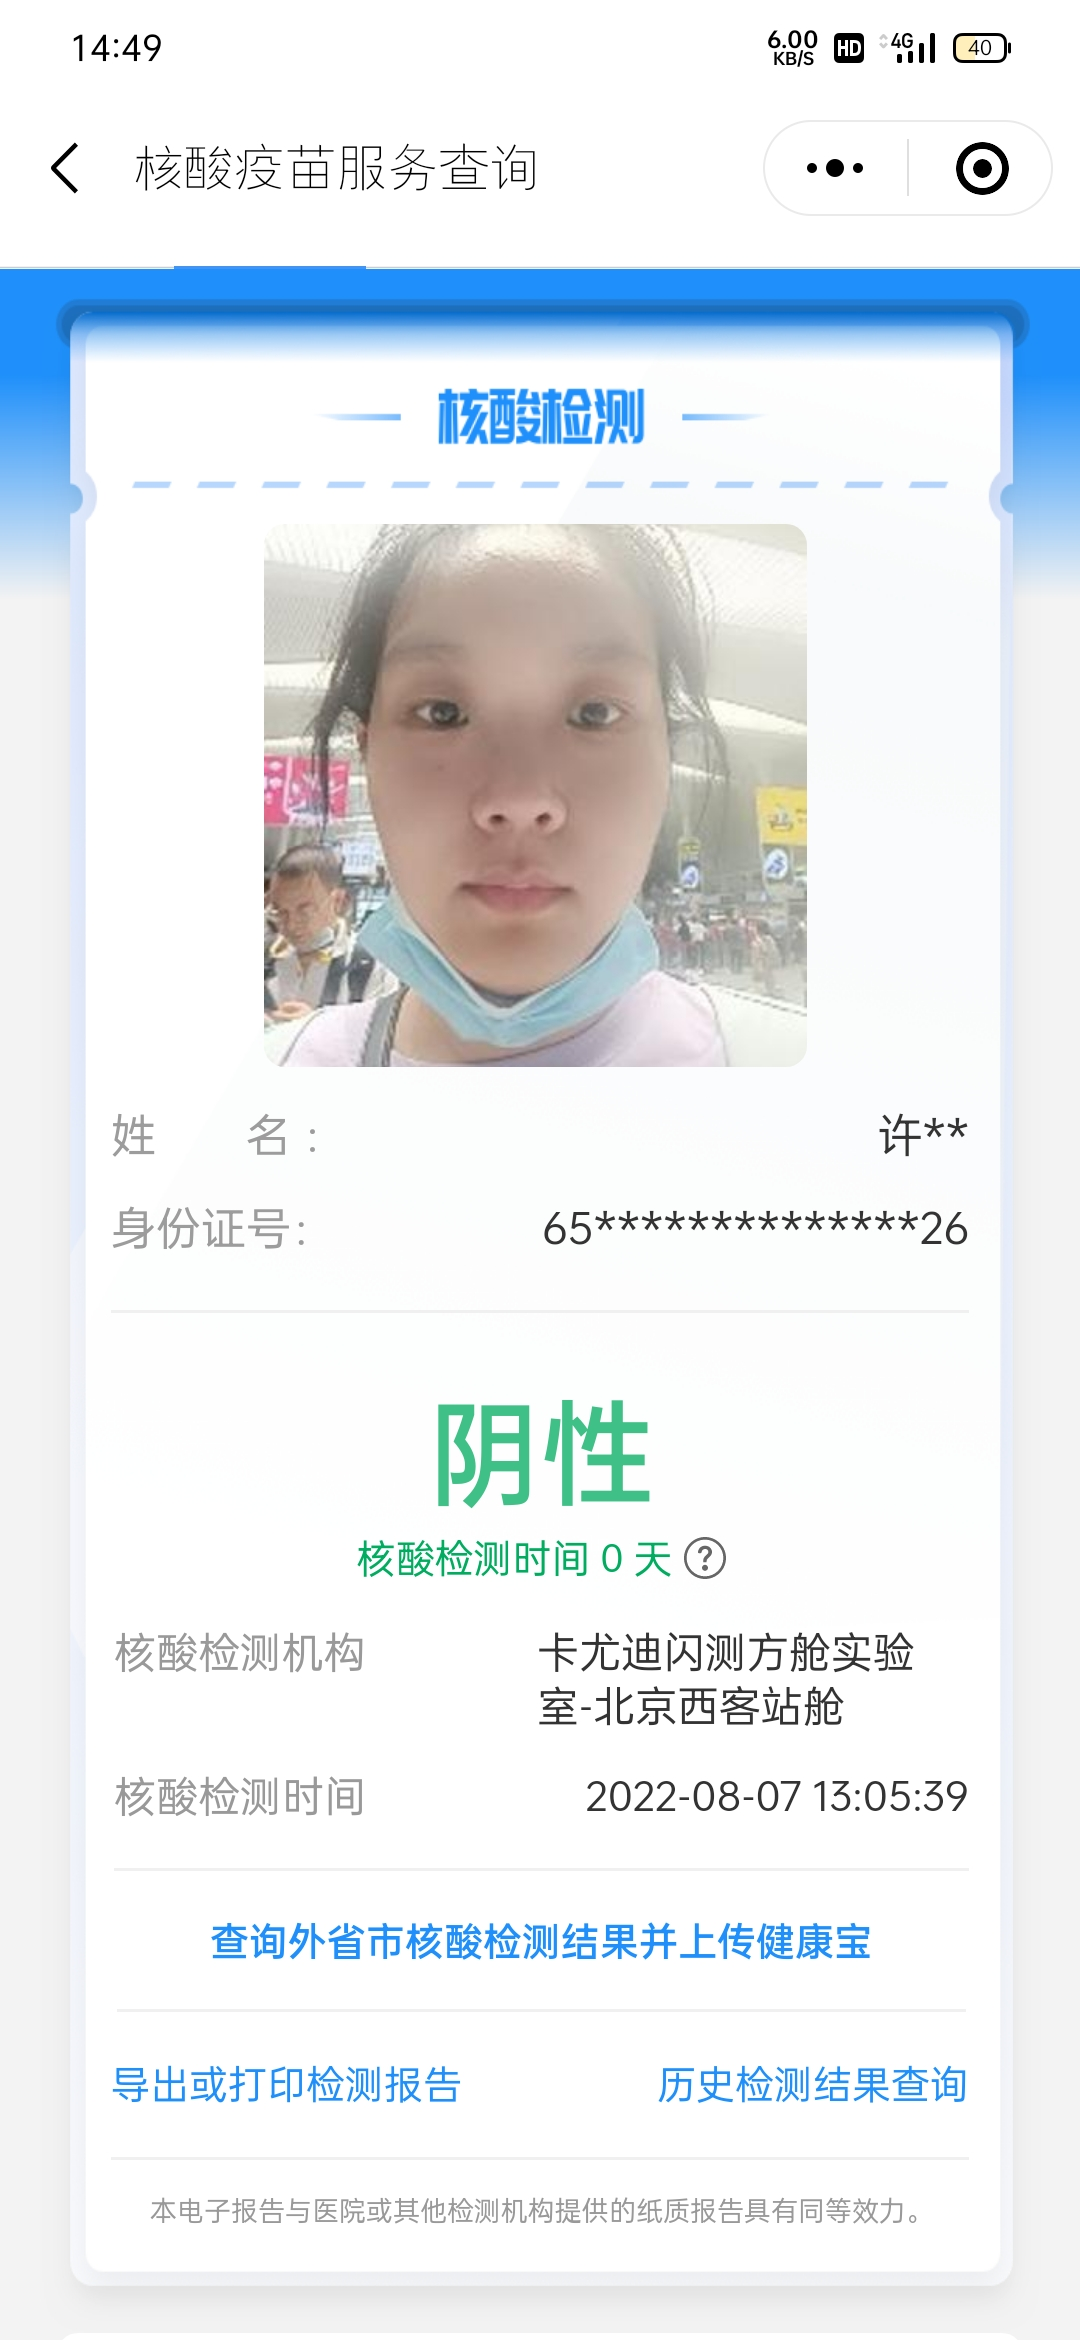 14:49
6.00 KB/S HD 4G 40
核酸疫苗服务查询
核酸检测
姓 名：
许**
身份证号：
65**************26
阴性
核酸检测时间 0 天 ?
核酸检测机构
卡尤迪闪测方舱实验
室-北京西客站舱
核酸检测时间
2022-08-07 13:05:39
查询外省市核酸检测结果并上传健康宝
导出或打印检测报告
历史检测结果查询
本电子报告与医院或其他检测机构提供的纸质报告具有同等效力。